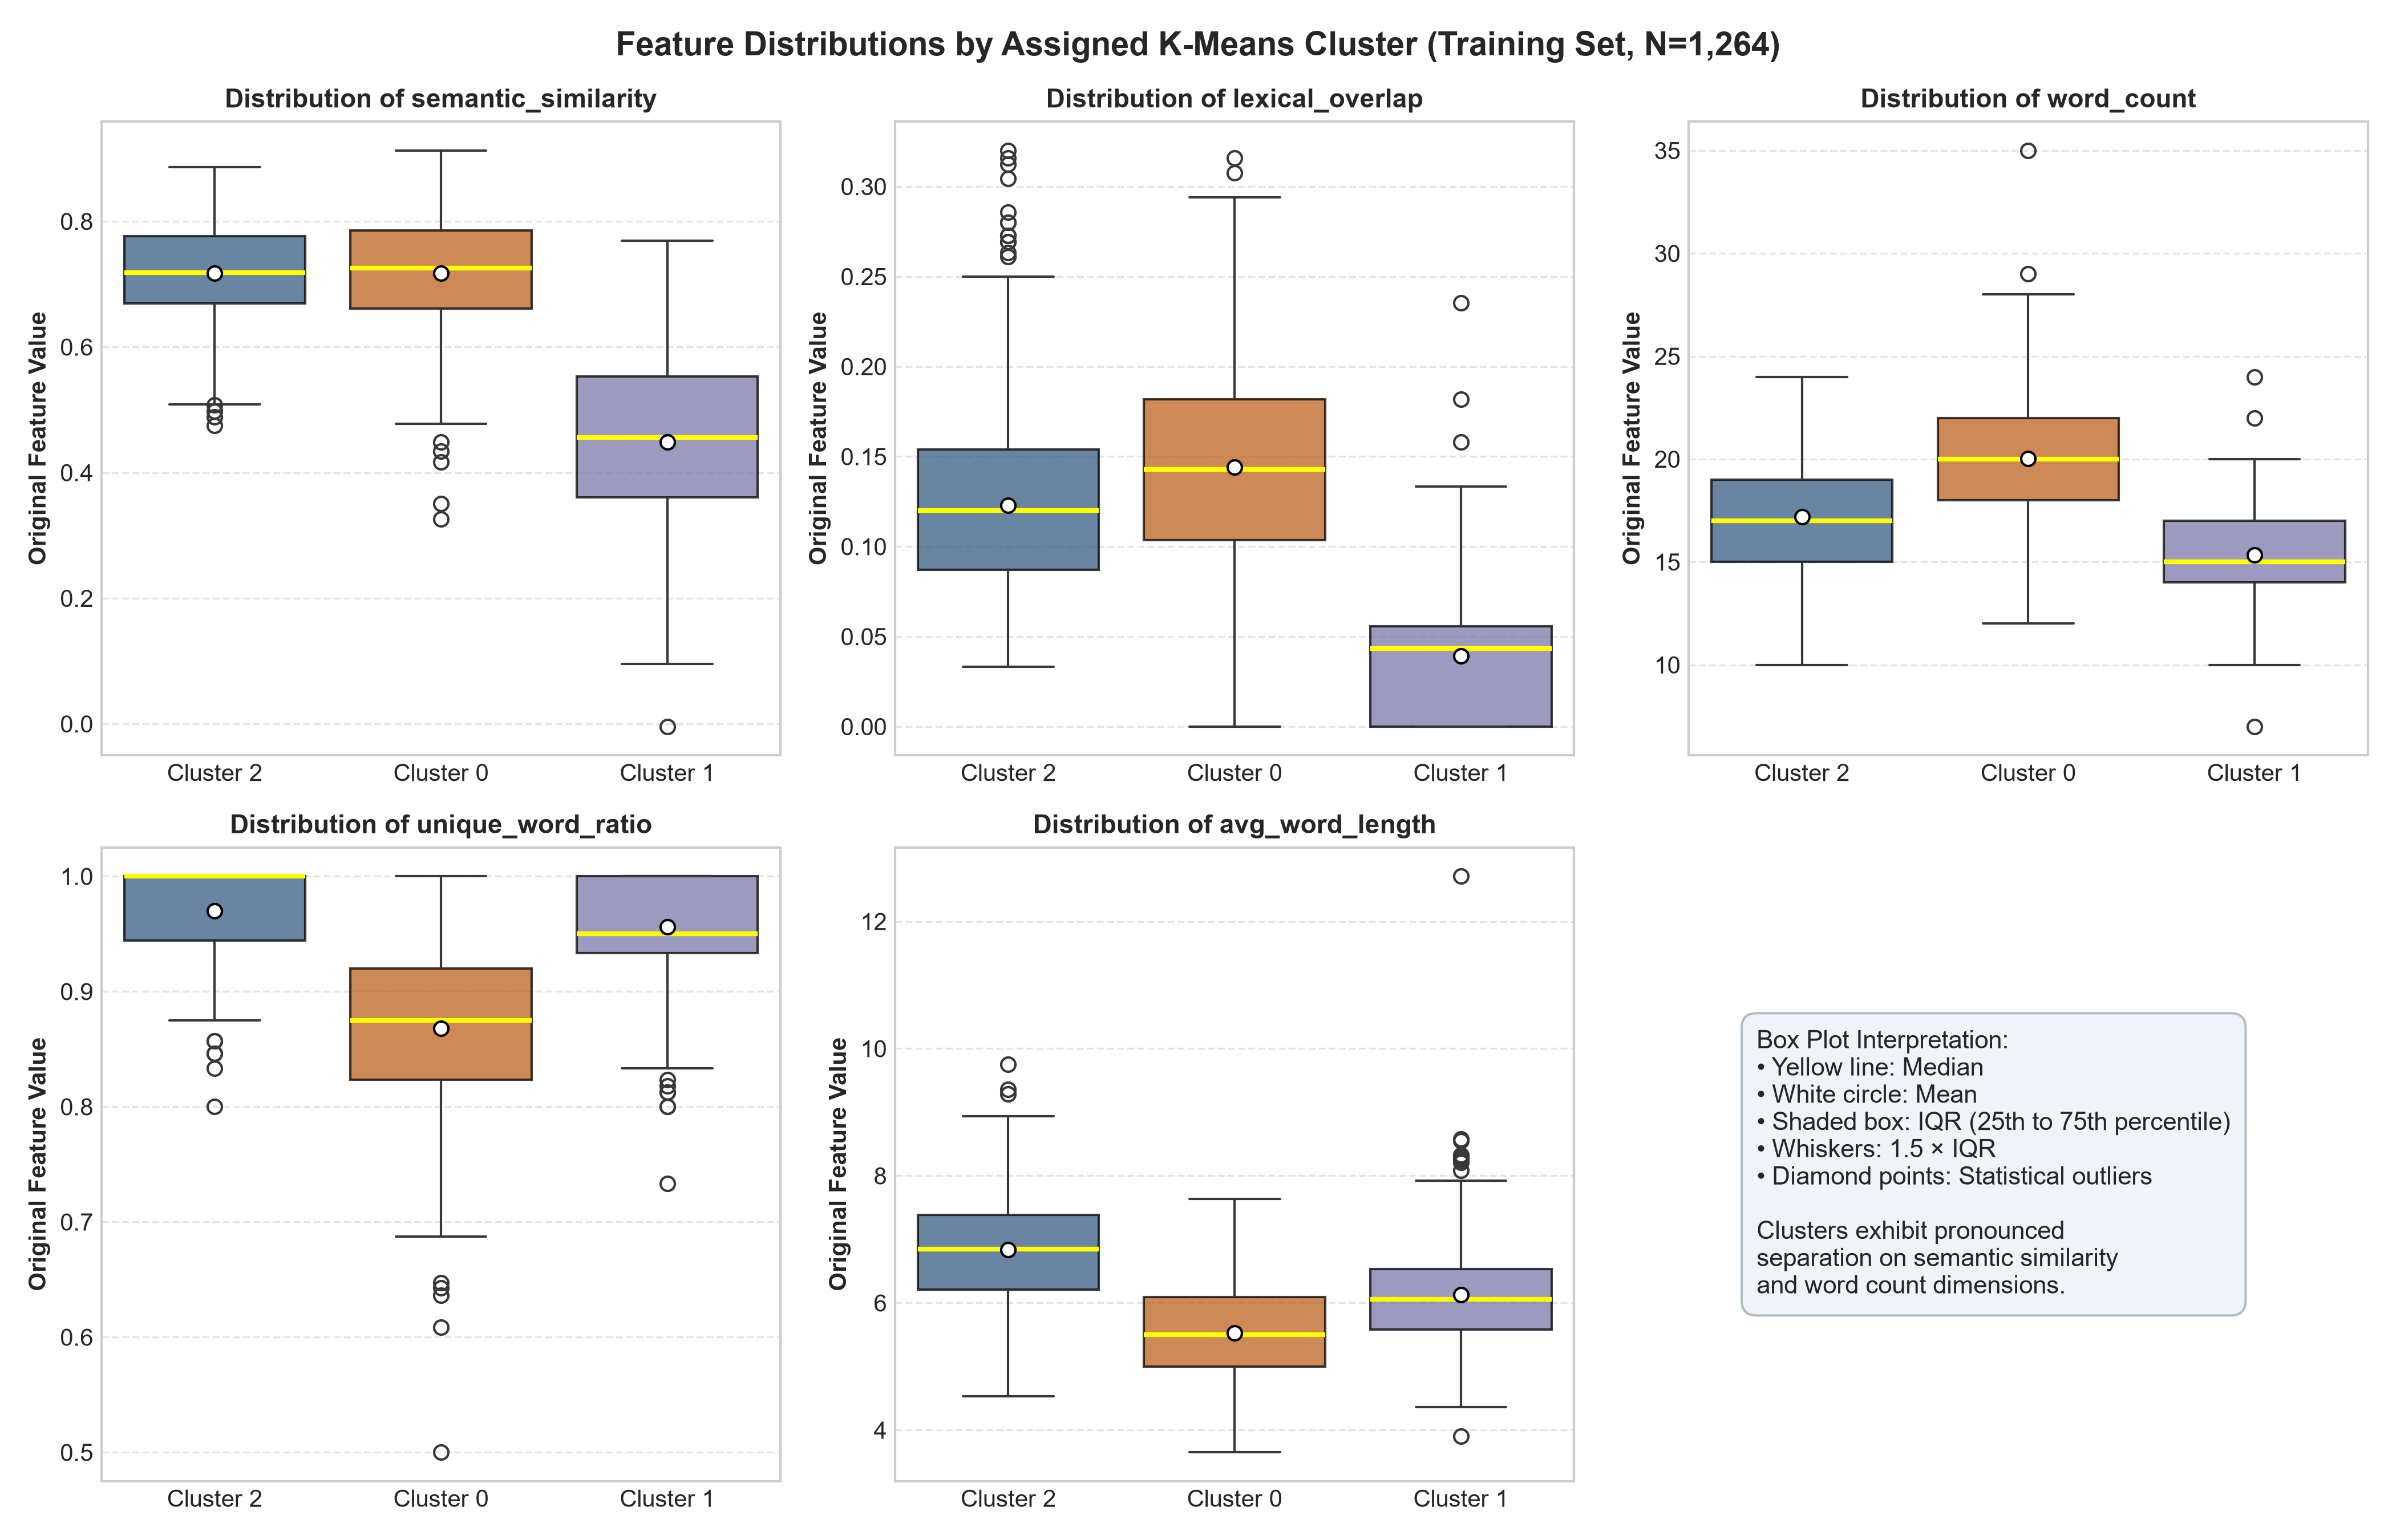 Feature Distributions by Assigned K-Means Cluster (Training Set, N=1,264)
Distribution of semantic_similarity
Original Feature Value
0.8
0.6
0.4
0.2
0.0
Cluster 2 Cluster 0 Cluster 1
Distribution of lexical_overlap
Original Feature Value
0.30
0.25
0.20
0.15
0.10
0.05
0.00
Cluster 2 Cluster 0 Cluster 1
Distribution of word_count
Original Feature Value
35
30
25
20
15
10
Cluster 2 Cluster 0 Cluster 1
Distribution of unique_word_ratio
Original Feature Value
1.0
0.9
0.8
0.7
0.6
0.5
Cluster 2 Cluster 0 Cluster 1
Distribution of avg_word_length
Original Feature Value
12
10
8
6
4
Cluster 2 Cluster 0 Cluster 1
Box Plot Interpretation:
• Yellow line: Median
• White circle: Mean
• Shaded box: IQR (25th to 75th percentile)
• Whiskers: 1.5 × IQR
• Diamond points: Statistical outliers
Clusters exhibit pronounced
separation on semantic similarity
and word count dimensions.